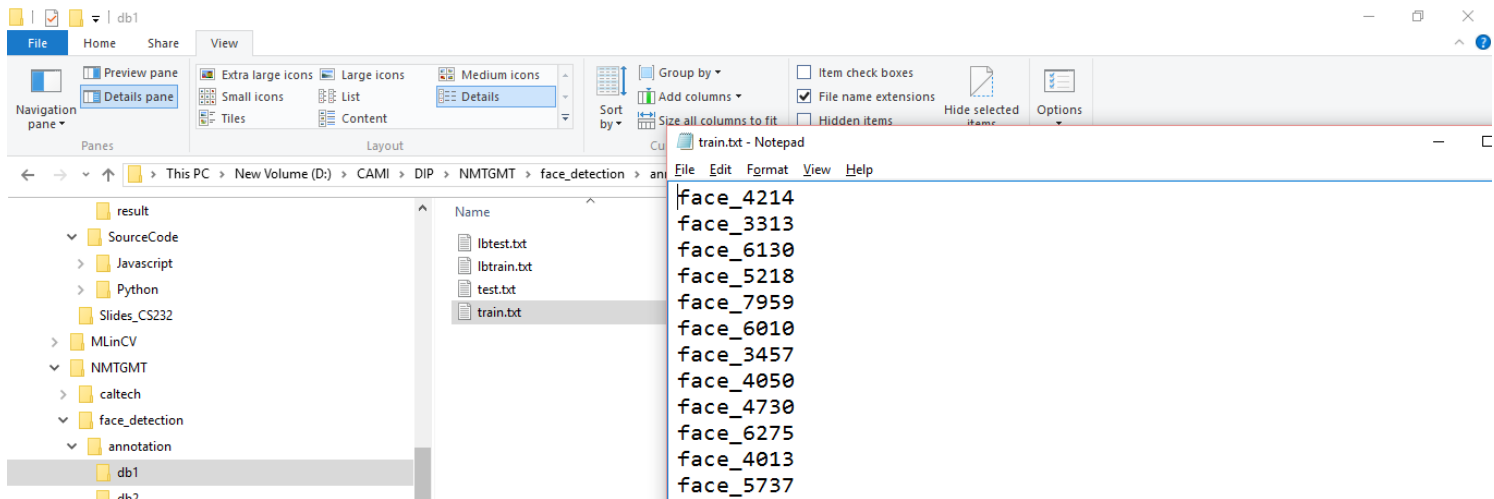 db1
File Home Share View
Preview pane
Details pane
Navigation pane
Extra large icons Large icons Medium icons
Small icons List Details
Tiles Content
Sort by
Group by
Add columns
Size all columns to fit
Item check boxes
File name extensions
Hidden items
Hide selected items
Options
Panes
Layout
Cu
This PC > New Volume (D:) > CAMI > DIP > NMTGMT > face_detection > an
result
SourceCode
Javascript
Python
Slides_CS232
MLinCV
NMTGMT
caltech
face_detection
annotation
db1
db2
Name
lbtest.txt
lbtrain.txt
test.txt
train.txt
train.txt - Notepad
File Edit Format View Help
face_4214
face_3313
face_6130
face_5218
face_7959
face_6010
face_3457
face_4050
face_4730
face_6275
face_4013
face_5737